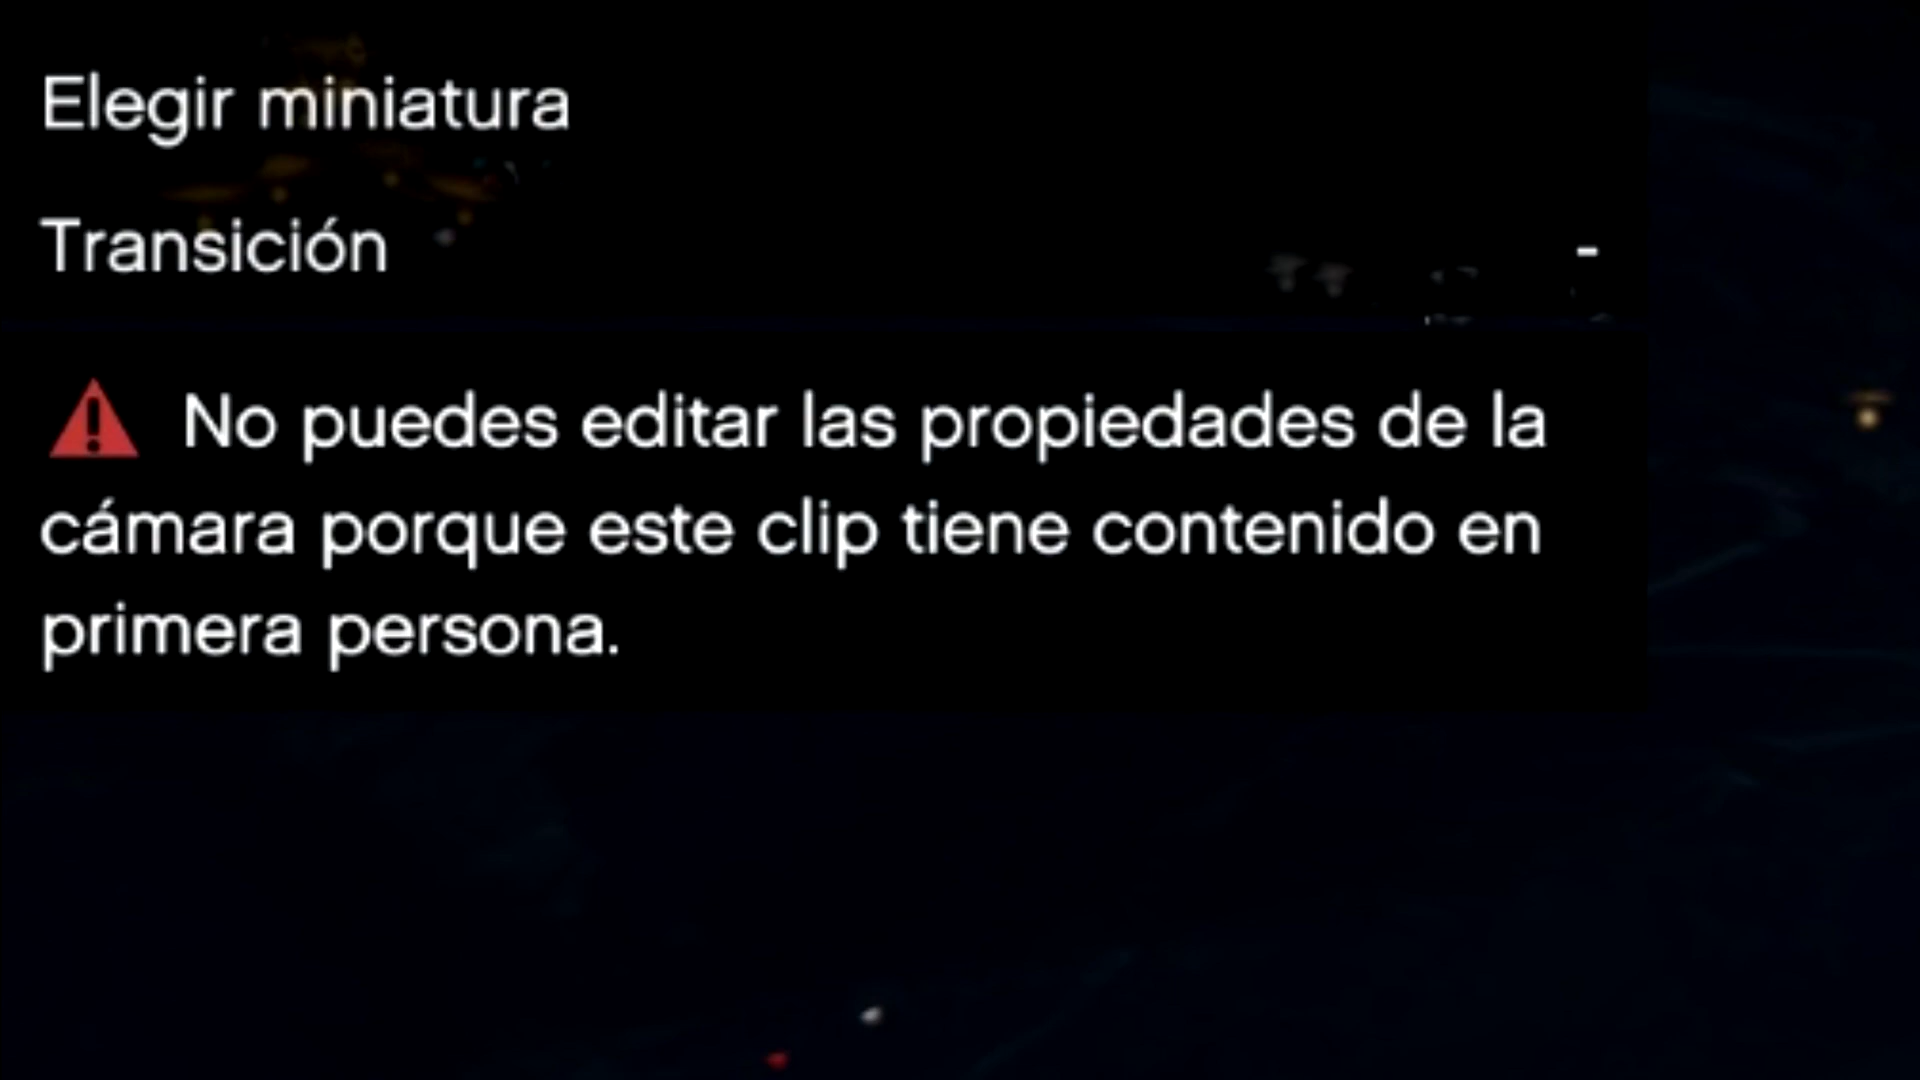 Elegir miniatura
Transición -
No puedes editar las propiedades de la
cámara porque este clip tiene contenido en
primera persona.